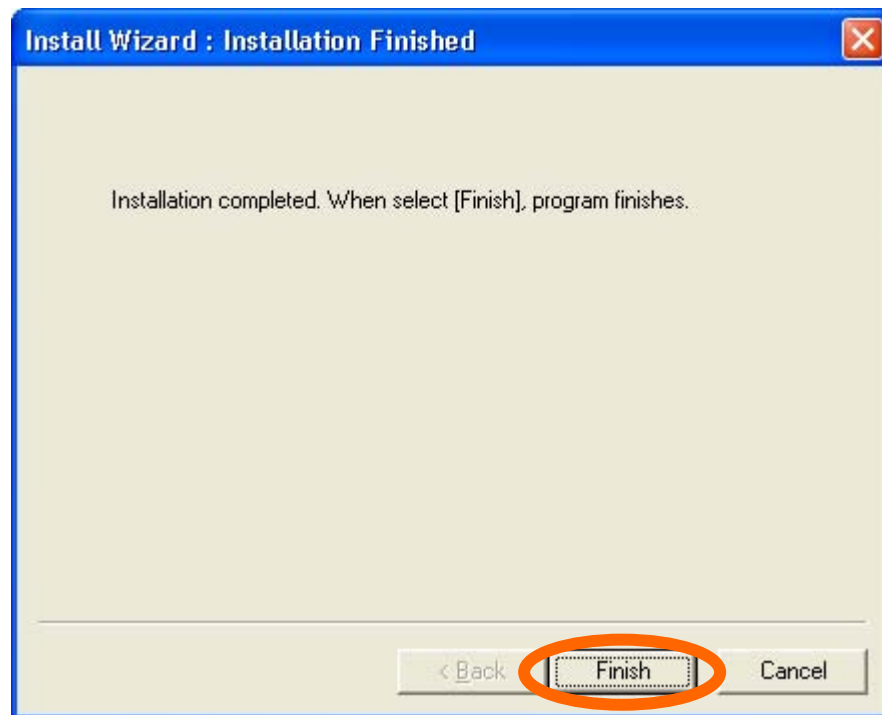 Install Wizard : Installation Finished
Installation completed. When select [Finish], program finishes.
< Back
Finish
Cancel